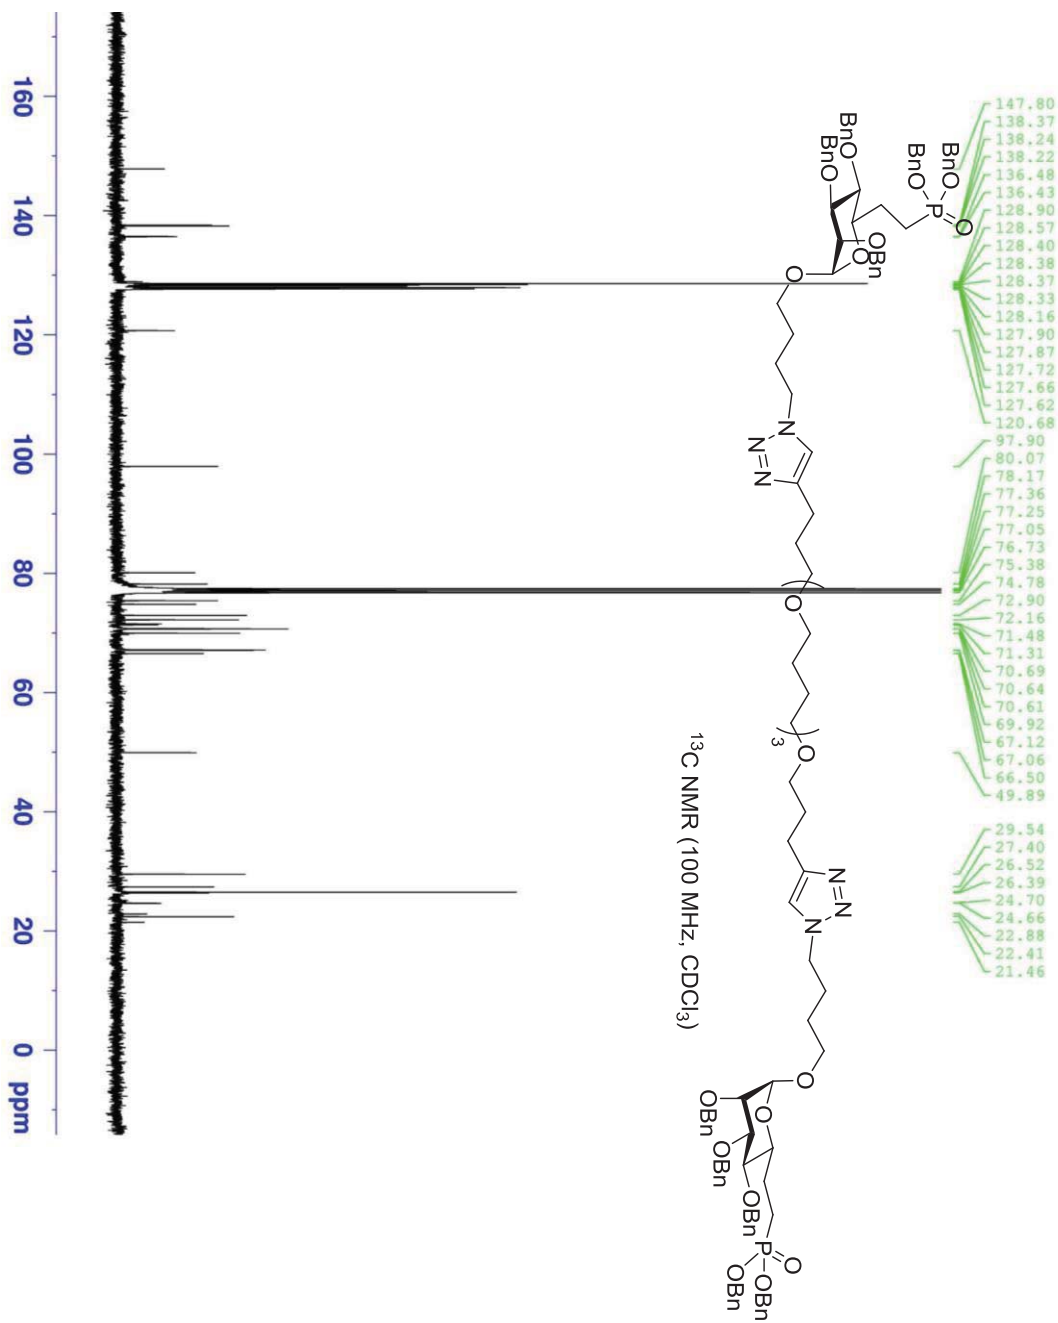 147.80
138.37
138.24
138.22
136.48
136.43
128.90
128.57
128.40
128.38
128.37
128.33
128.16
127.90
127.87
127.72
127.66
127.62
120.68
97.90
80.07
78.17
77.36
77.25
77.05
76.73
75.38
74.78
72.90
72.16
71.48
71.31
70.69
70.64
70.61
69.92
67.12
67.06
66.50
49.89
29.54
27.40
26.52
26.39
24.70
24.66
22.88
22.41
21.46
BnO
BnO
P
O
BnO
BnO
OBn
O
O
N
N=N
O
3
O
N=N
N
O
O
OBn
OBn
OBn
P
O
OBn
OBn
¹³C NMR (100 MHz, CDCl₃)
160
140
120
100
80
60
40
20
0
ppm